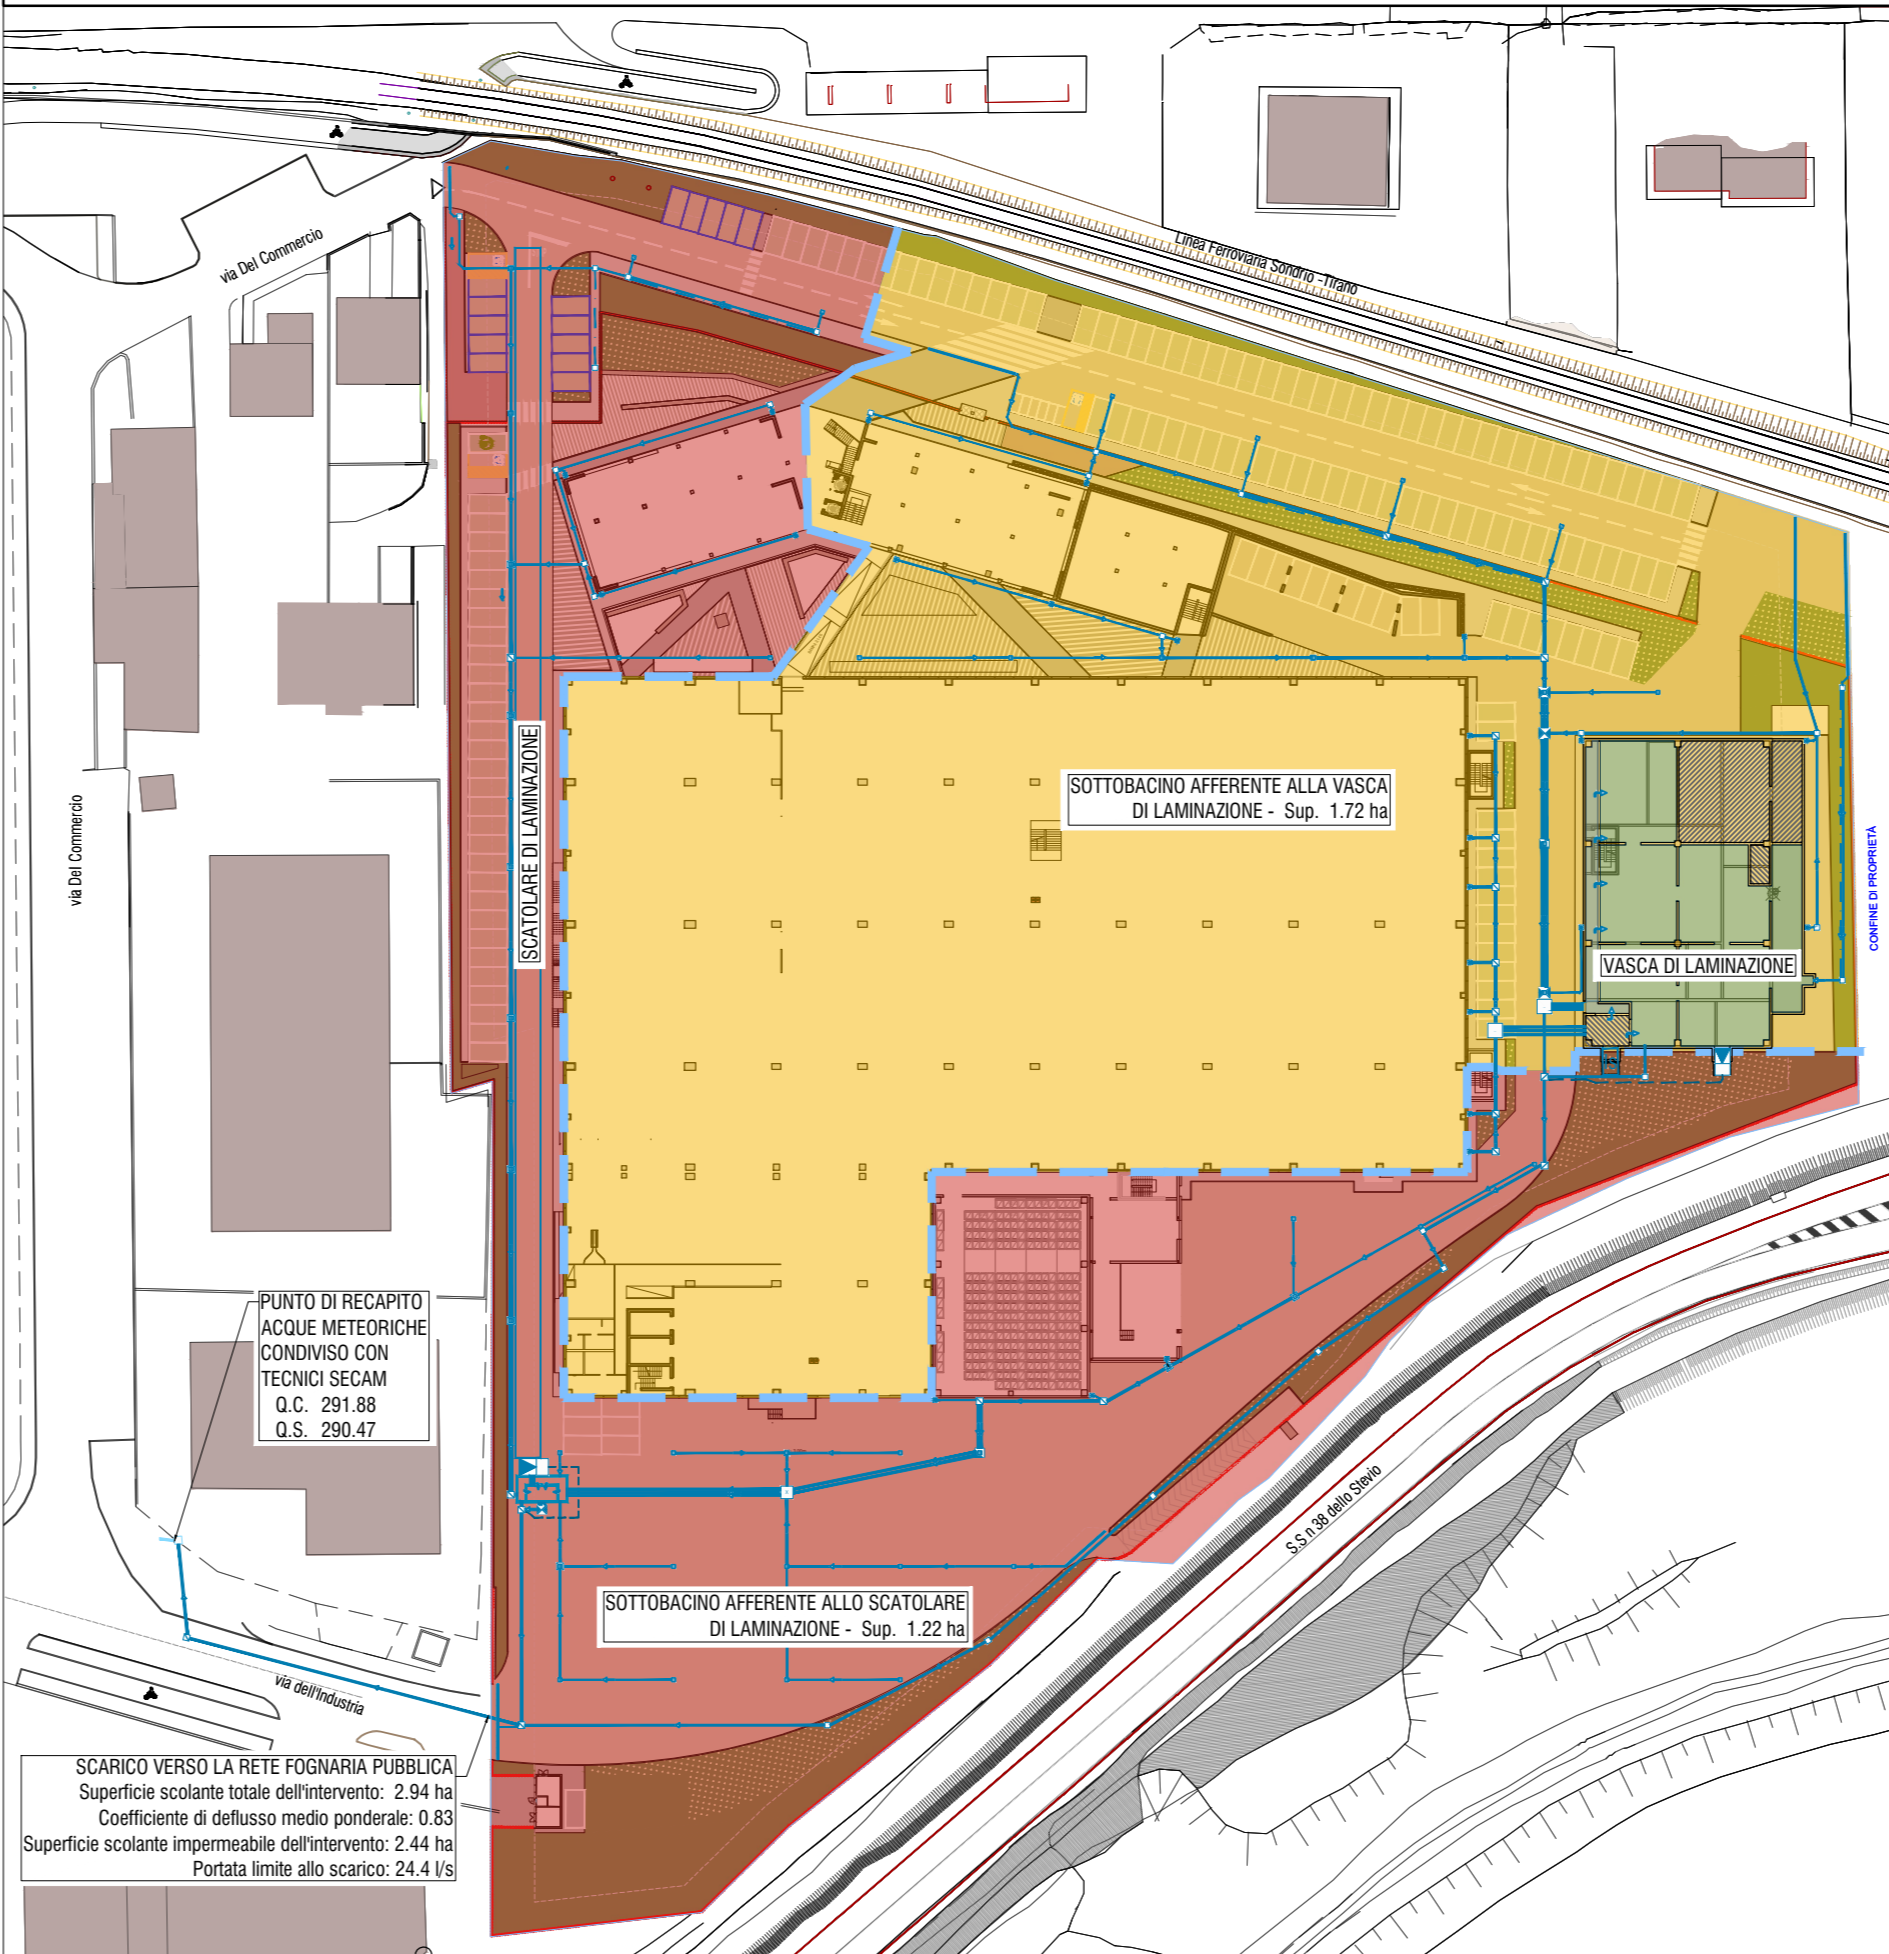 via Del Commercio
Linea Ferroviaria Sondrio -Tirano
SCATOLARE DI LAMINAZIONE
SOTTOBACINO AFFERENTE ALLA VASCA
DI LAMINAZIONE - Sup. 1.72 ha
via Del Commercio
CONFINE DI PROPRIETÀ
VASCA DI LAMINAZIONE
PUNTO DI RECAPITO
ACQUE METEORICHE
CONDIVISO CON
TECNICI SECAM
Q.C. 291.88
Q.S. 290.47
S.S n 38 dello Stevio
SOTTOBACINO AFFERENTE ALLO SCATOLARE
DI LAMINAZIONE - Sup. 1.22 ha
via dell'Industria
SCARICO VERSO LA RETE FOGNARIA PUBBLICA
Superficie scolante totale dell'intervento: 2.94 ha
Coefficiente di deflusso medio ponderale: 0.83
Superficie scolante impermeabile dell'intervento: 2.44 ha
Portata limite allo scarico: 24.4 l/s